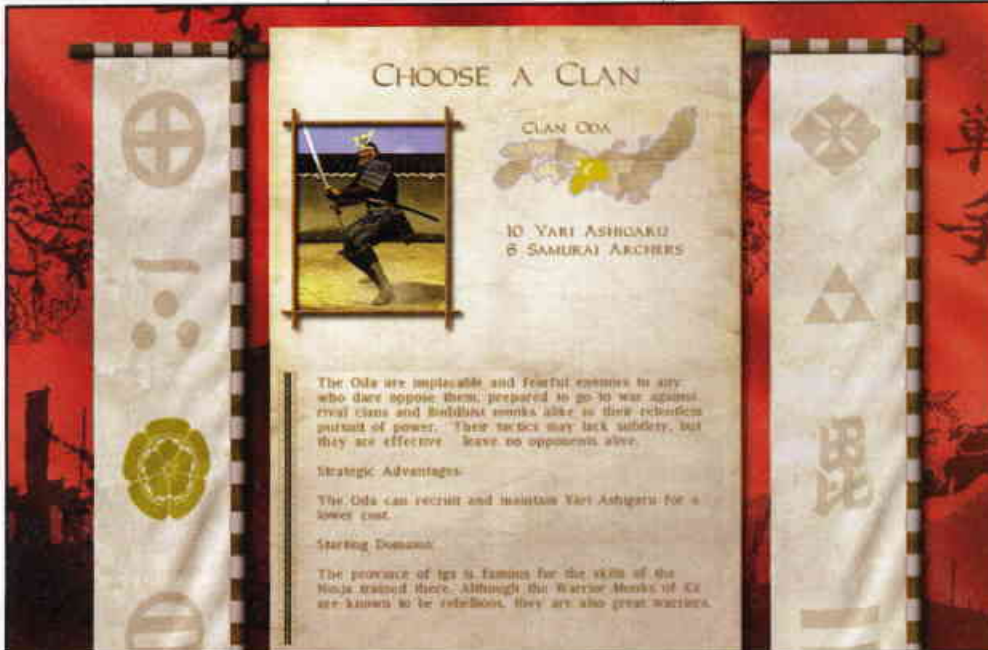 CHOOSE A CLAN
CLAN ODA
10 YARI ASHIGARU
6 SAMURAI ARCHERS
The Oda are implacable and fearful enemies to any
who dare oppose them, prepared to go to war against
rival clans and Buddhist monks alike in their relentless
pursuit of power. Their tactics may lack subtlety, but
they are effective leave no opponents alive.
Strategic Advantages:
The Oda can recruit and maintain Yari Ashigaru for a
lower cost.
Starting Domains:
The province of Iga is famous for the skills of the
Ninja trained there. Although the Warrior Monks of Kii
are known to be rebellious, they are also great warriors.
毘